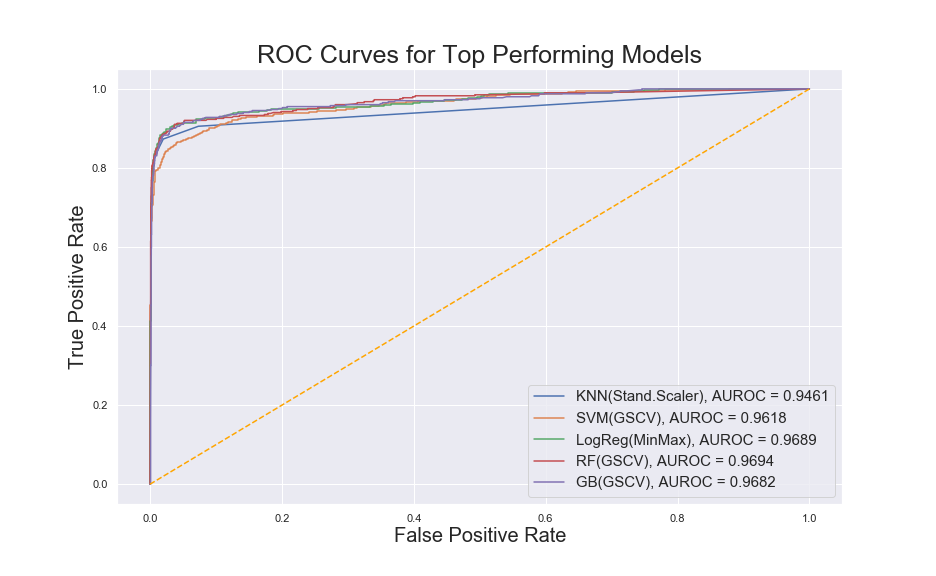 ROC Curves for Top Performing Models
True Positive Rate
1.0
0.8
0.6
0.4
0.2
0.0
KNN(Stand.Scaler), AUROC = 0.9461
SVM(GSCV), AUROC = 0.9618
LogReg(MinMax), AUROC = 0.9689
RF(GSCV), AUROC = 0.9694
GB(GSCV), AUROC = 0.9682
0.0 0.2 0.4 0.6 0.8 1.0
False Positive Rate